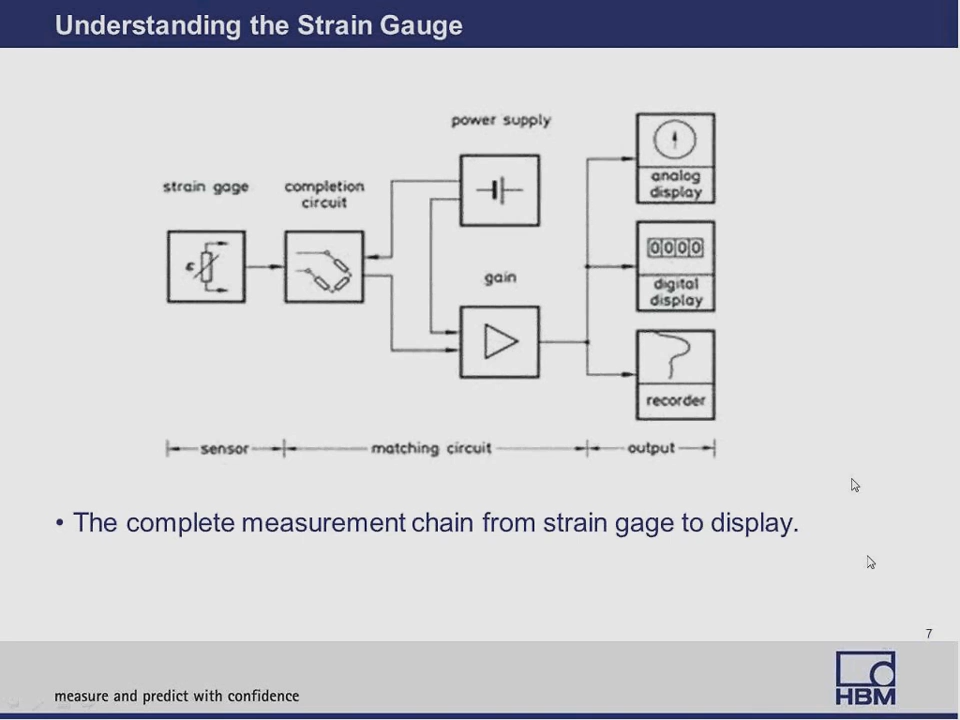 Understanding the Strain Gauge
power supply
strain gage
completion
circuit
ε
gain
analog
display
0000
digital
display
recorder
sensor
matching circuit
output
• The complete measurement chain from strain gage to display.
7
measure and predict with confidence
HBM